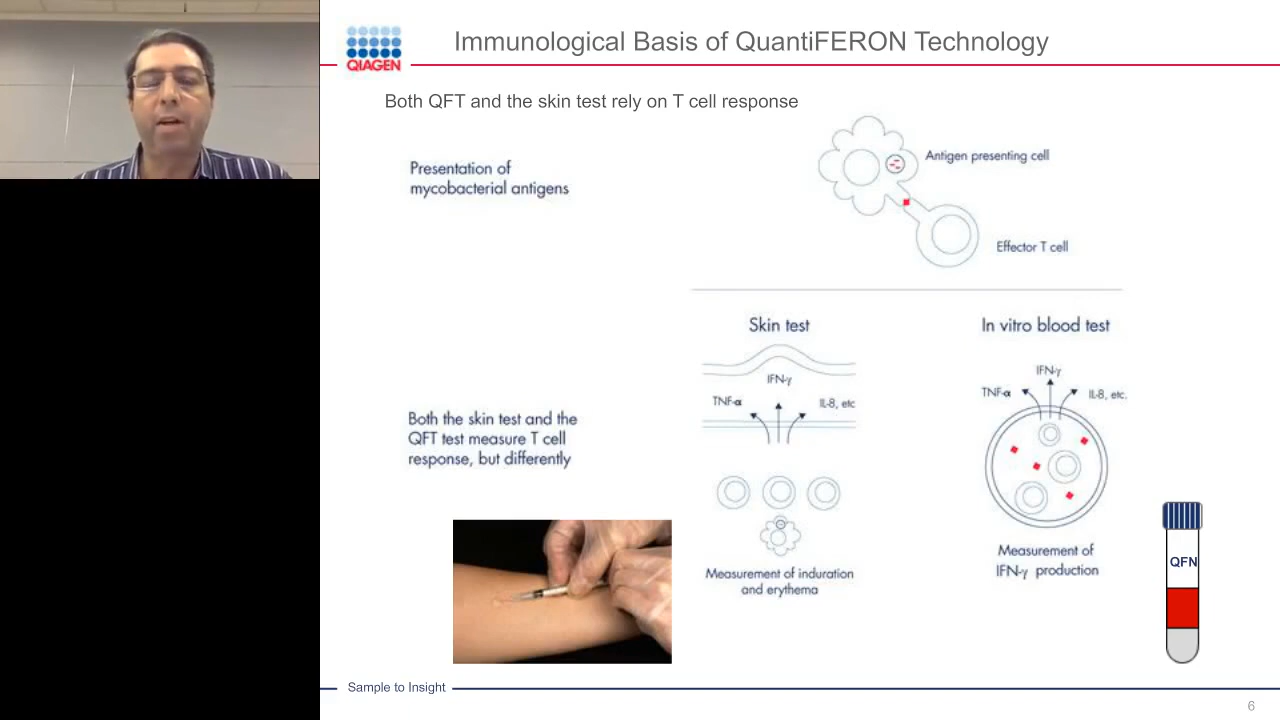 Immunological Basis of QuantiFERON Technology
QIAGEN
Both QFT and the skin test rely on T cell response
Presentation of
mycobacterial antigens
Antigen presenting cell
Effector T cell
Skin test
In vitro blood test
IFN-γ
TNF-α
IL-8, etc
IFN-γ
TNF-α
IL-8, etc.
Both the skin test and the
QFT test measure T cell
response, but differently
Measurement of induration
and erythema
Measurement of
IFN-γ production
QFN
Sample to Insight
6